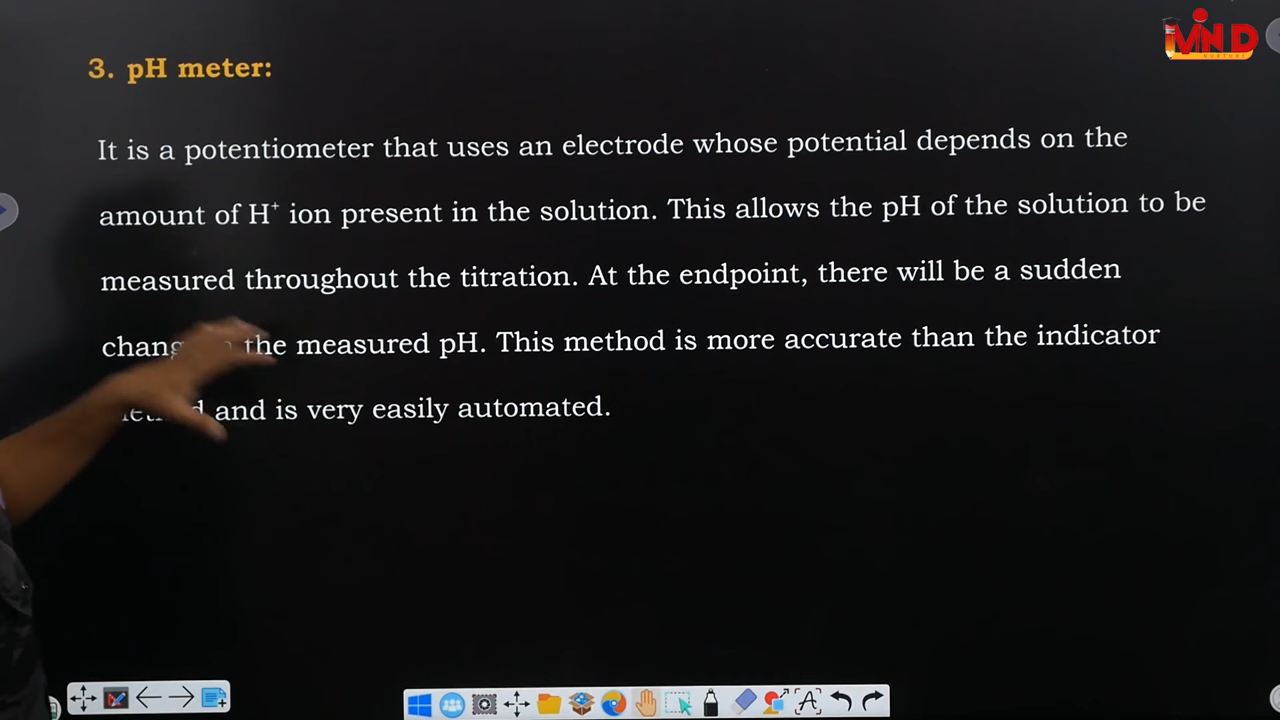 MIND
3. pH meter:
It is a potentiometer that uses an electrode whose potential depends on the
amount of H⁺ ion present in the solution. This allows the pH of the solution to be
measured throughout the titration. At the endpoint, there will be a sudden
the measured pH. This method is more accurate than the indicator
and is very easily automated.